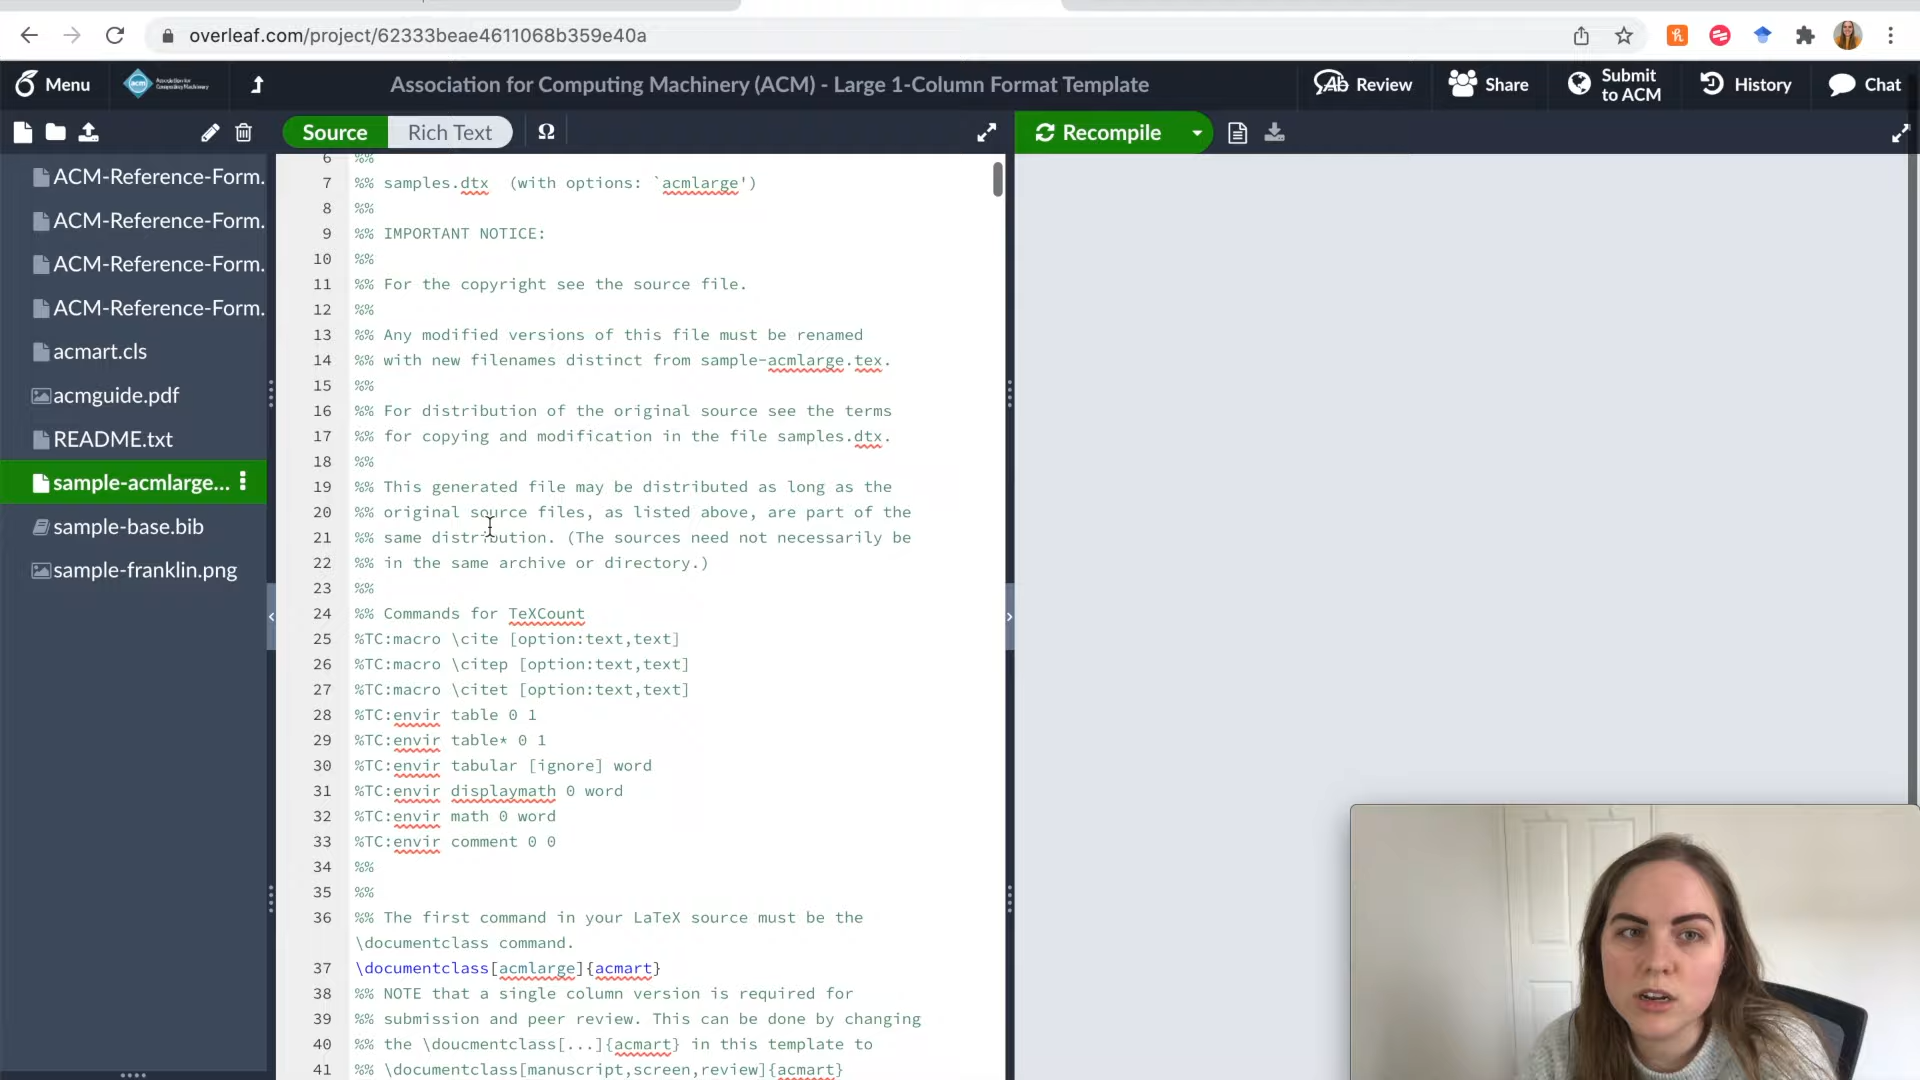 overleaf.com/project/62333beae4611068b359e40a
Menu
acm
Association for
Computing Machinery
Association for Computing Machinery (ACM) - Large 1-Column Format Template
Review
Share
Submit
to ACM
History
Chat
Source
Rich Text
Ω
Recompile
ACM-Reference-Form.
ACM-Reference-Form.
ACM-Reference-Form.
ACM-Reference-Form.
acmart.cls
acmguide.pdf
README.txt
sample-acmlarge...
sample-base.bib
sample-franklin.png
6 %%
7 %% samples.dtx  (with options: `acmlarge')
8 %%
9 %% IMPORTANT NOTICE:
10 %%
11 %% For the copyright see the source file.
12 %%
13 %% Any modified versions of this file must be renamed
14 %% with new filenames distinct from sample-acmlarge.tex.
15 %%
16 %% For distribution of the original source see the terms
17 %% for copying and modification in the file samples.dtx.
18 %%
19 %% This generated file may be distributed as long as the
20 %% original source files, as listed above, are part of the
21 %% same distribution. (The sources need not necessarily be
22 %% in the same archive or directory.)
23 %%
24 %% Commands for TeXCount
25 %TC:macro \cite [option:text,text]
26 %TC:macro \citep [option:text,text]
27 %TC:macro \citet [option:text,text]
28 %TC:envir table 0 1
29 %TC:envir table* 0 1
30 %TC:envir tabular [ignore] word
31 %TC:envir displaymath 0 word
32 %TC:envir math 0 word
33 %TC:envir comment 0 0
34 %%
35 %%
36 %% The first command in your LaTeX source must be the
\documentclass command.
37 \documentclass[acmlarge]{acmart}
38 %% NOTE that a single column version is required for
39 %% submission and peer review. This can be done by changing
40 %% the \doucmentclass[...]{acmart} in this template to
41 %% \documentclass[manuscript,screen,review]{acmart}